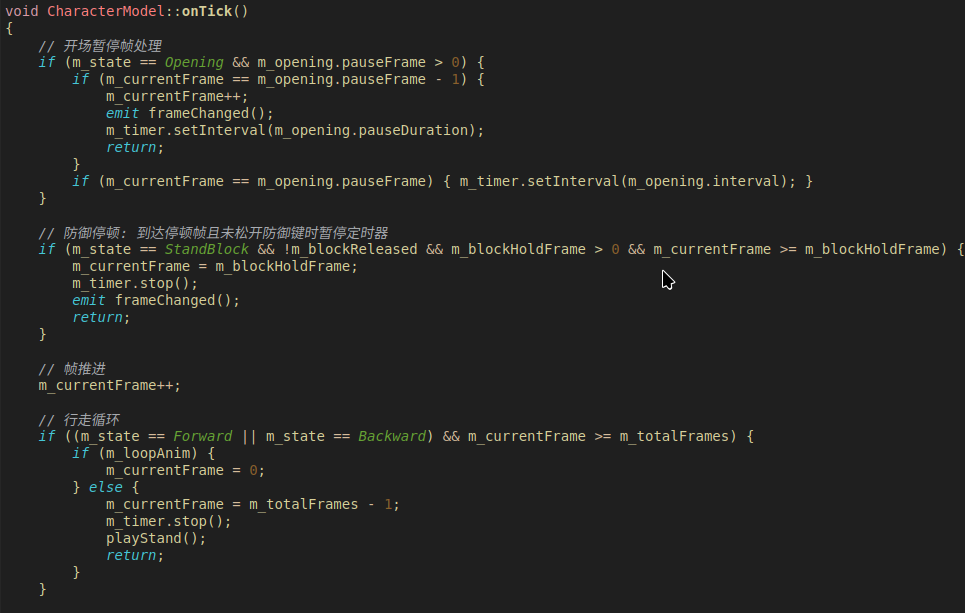 void CharacterModel::onTick()
{
    // 开场暂停帧处理
    if (m_state == Opening && m_opening.pauseFrame > 0) {
        if (m_currentFrame == m_opening.pauseFrame - 1) {
            m_currentFrame++;
            emit frameChanged();
            m_timer.setInterval(m_opening.pauseDuration);
            return;
        }
        if (m_currentFrame == m_opening.pauseFrame) { m_timer.setInterval(m_opening.interval); }
    }

    // 防御停顿: 到达停顿帧且未松开防御键时暂停定时器
    if (m_state == StandBlock && !m_blockReleased && m_blockHoldFrame > 0 && m_currentFrame >= m_blockHoldFrame) {
        m_currentFrame = m_blockHoldFrame;
        m_timer.stop();
        emit frameChanged();
        return;
    }

    // 帧推进
    m_currentFrame++;

    // 行走循环
    if ((m_state == Forward || m_state == Backward) && m_currentFrame >= m_totalFrames) {
        if (m_loopAnim) {
            m_currentFrame = 0;
        } else {
            m_currentFrame = m_totalFrames - 1;
            m_timer.stop();
            playStand();
            return;
        }
    }